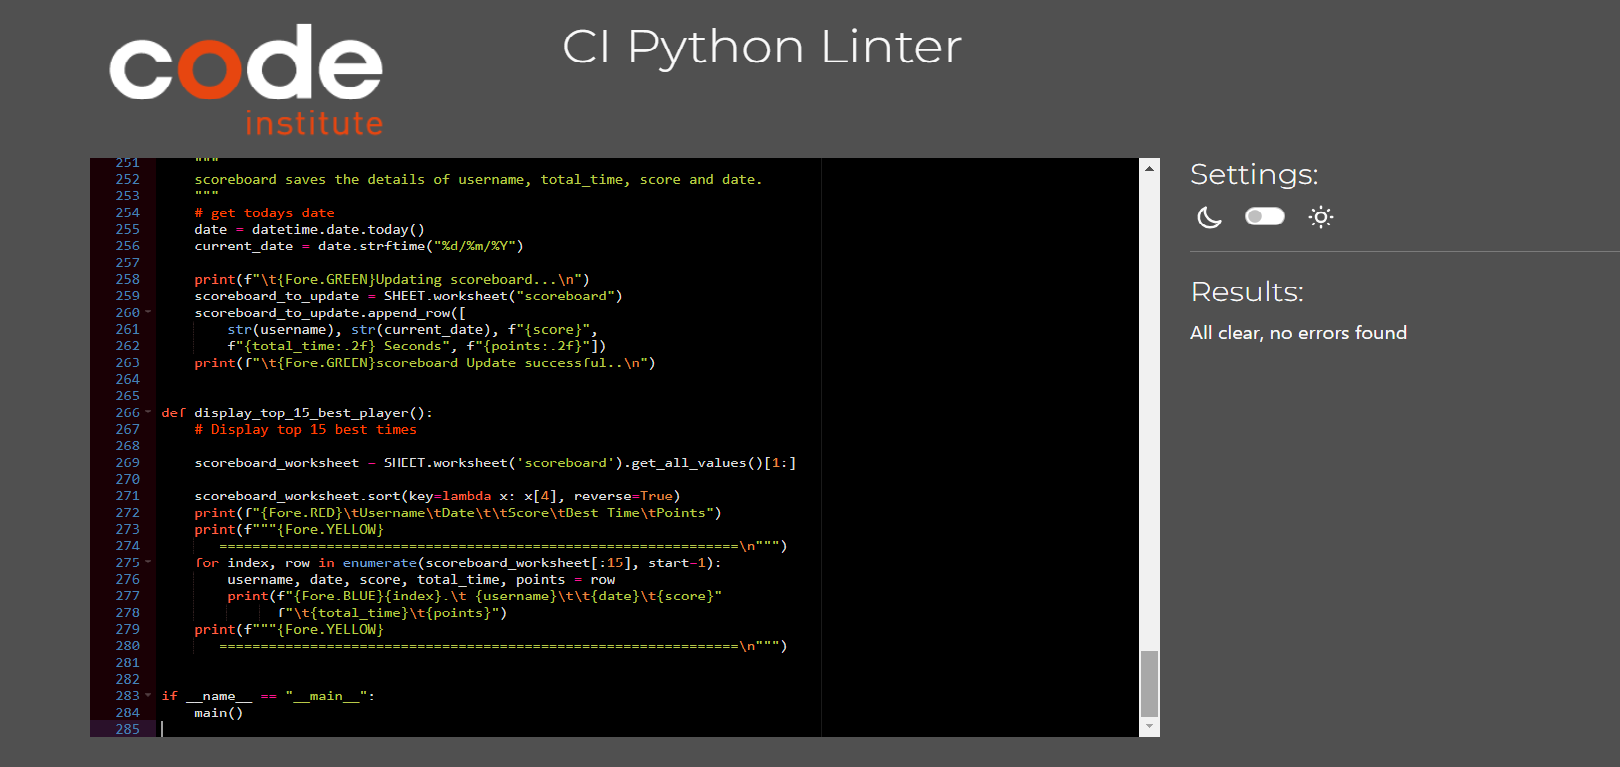 code
institute
CI Python Linter
251 """
252 scoreboard saves the details of username, total_time, score and date.
253 """
254 # get todays date
255 date = datetime.date.today()
256 current_date = date.strftime("%d/%m/%Y")
257
258 print(f"\t{Fore.GREEN}Updating scoreboard...\n")
259 scoreboard_to_update = SHEET.worksheet("scoreboard")
260 scoreboard_to_update.append_row([
261 str(username), str(current_date), f"{score}",
262 f"{total_time:.2f} Seconds", f"{points:.2f}"])
263 print(f"\t{Fore.GREEN}scoreboard Update successful..\n")
264
265
266 def display_top_15_best_player():
267 # Display top 15 best times
268
269 scoreboard_worksheet = SHEET.worksheet('scoreboard').get_all_values()[1:]
270
271 scoreboard_worksheet.sort(key=lambda x: x[4], reverse=True)
272 print(f"{Fore.RED}\tUsername\tDate\t\tScore\tBest Time\tPoints")
273 print(f"""{Fore.YELLOW}
274 ===============================================================\n""")
275 for index, row in enumerate(scoreboard_worksheet[:15], start=1):
276 username, date, score, total_time, points = row
277 print(f"{Fore.BLUE}{index}.\t {username}\t\t{date}\t{score}"
278 f"\t{total_time}\t{points}")
279 print(f"""{Fore.YELLOW}
280 ===============================================================\n""")
281
282
283 if __name__ == "__main__":
284 main()
285
Settings:
Results:
All clear, no errors found